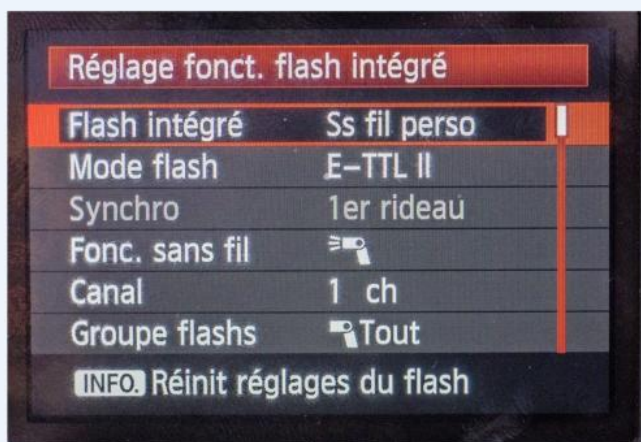 Réglage fonct. flash intégré
Flash intégré Ss fil perso
Mode flash E-TTL II
Synchro 1er rideau
Fonc. sans fil
Canal 1 ch
Groupe flashs Tout
INFO. Réinit réglages du flash